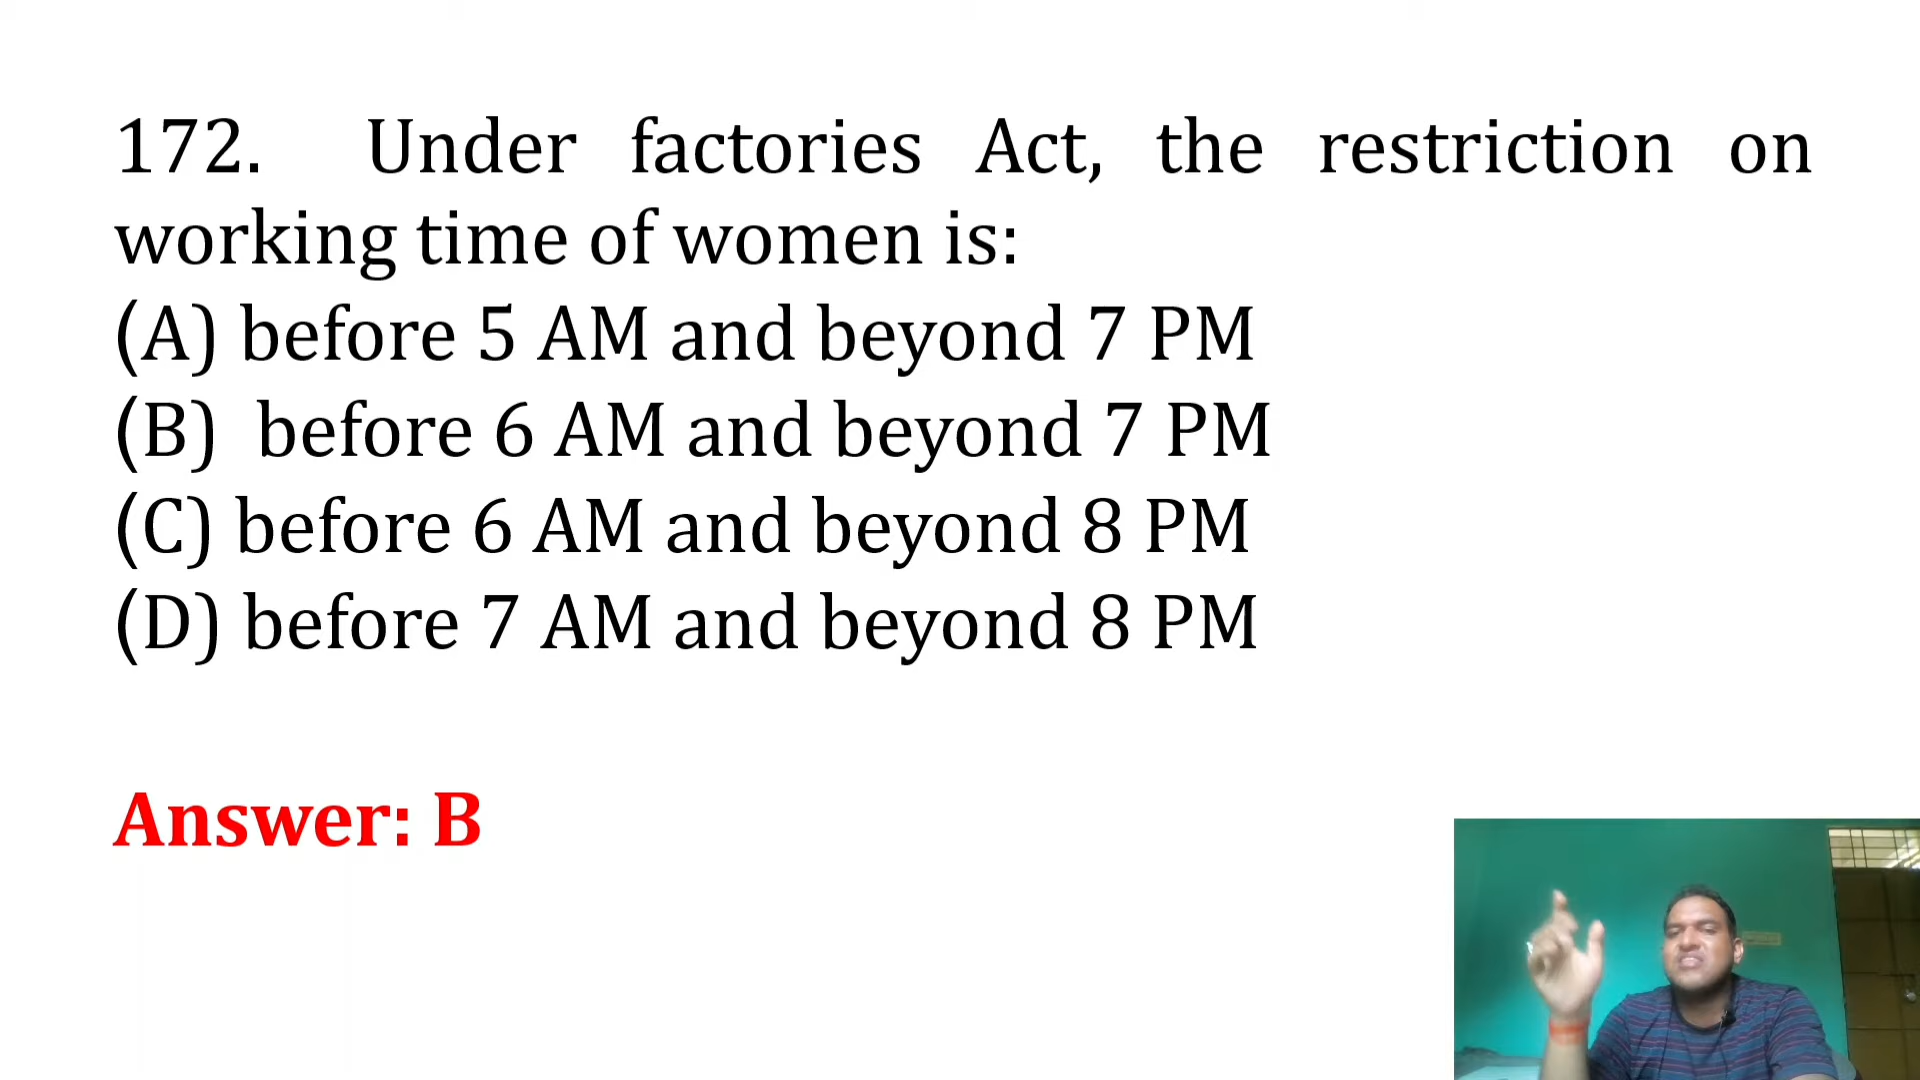 172. Under factories Act, the restriction on
working time of women is:
(A) before 5 AM and beyond 7 PM
(B) before 6 AM and beyond 7 PM
(C) before 6 AM and beyond 8 PM
(D) before 7 AM and beyond 8 PM
Answer: B